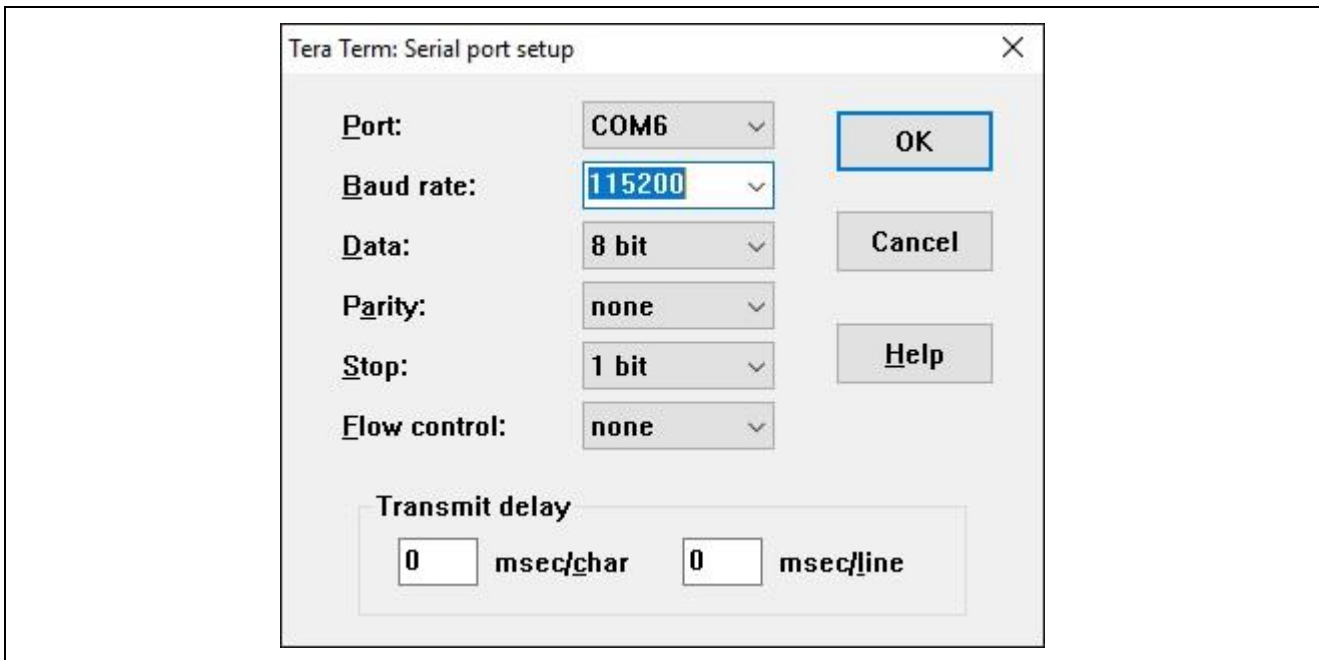 Tera Term: Serial port setup
Port: COM6
OK
Baud rate: 115200
Data: 8 bit
Cancel
Parity: none
Stop: 1 bit
Help
Flow control: none
Transmit delay
0 msec/char 0 msec/line